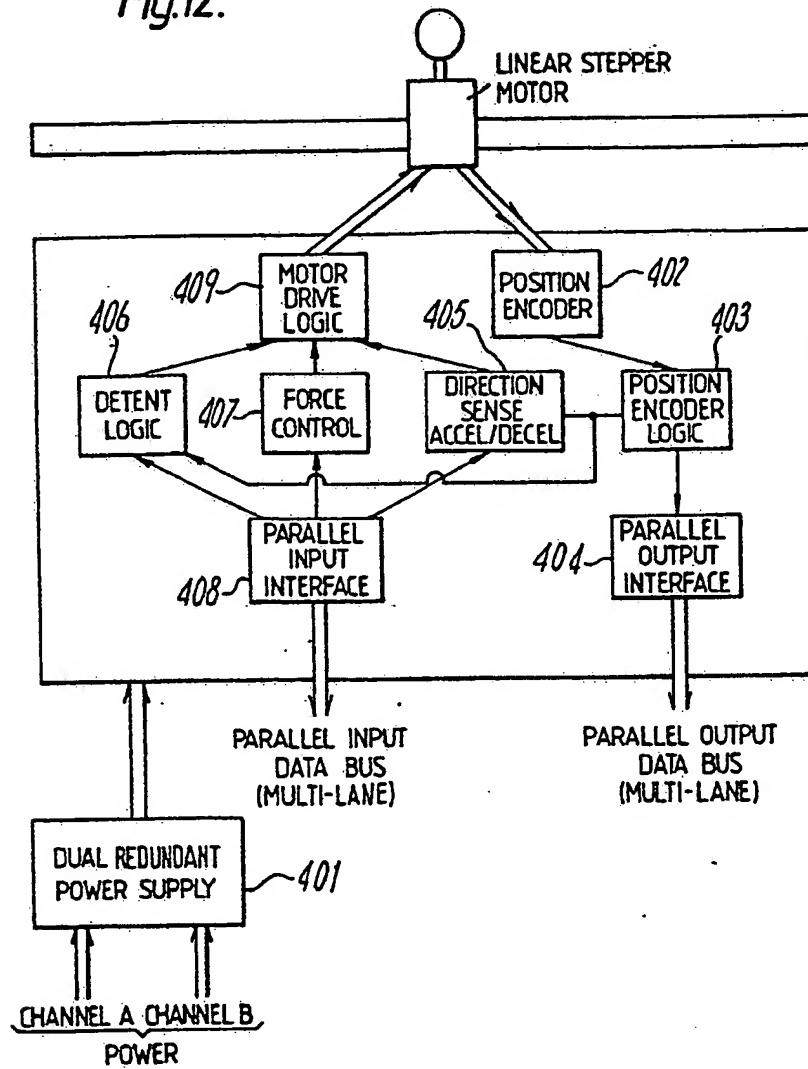 Fig.12.
LINEAR STEPPER
MOTOR
409
MOTOR
DRIVE
LOGIC
POSITION
ENCODER
402
406
405
403
DETENT
LOGIC
407
FORCE
CONTROL
DIRECTION
SENSE
ACCEL/DECEL
POSITION
ENCODER
LOGIC
PARALLEL
INPUT
INTERFACE
408
PARALLEL
OUTPUT
INTERFACE
404
PARALLEL INPUT
DATA BUS
(MULTI-LANE)
PARALLEL OUTPUT
DATA BUS
(MULTI-LANE)
DUAL REDUNDANT
POWER SUPPLY
401
CHANNEL A CHANNEL B
POWER